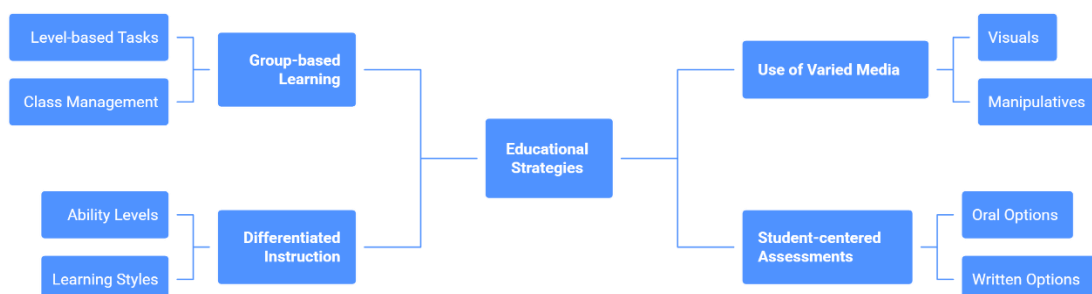 Level-based Tasks
Class Management
Group-based
Learning
Ability Levels
Learning Styles
Differentiated
Instruction
Educational
Strategies
Use of Varied Media
Visuals
Manipulatives
Student-centered
Assessments
Oral Options
Written Options